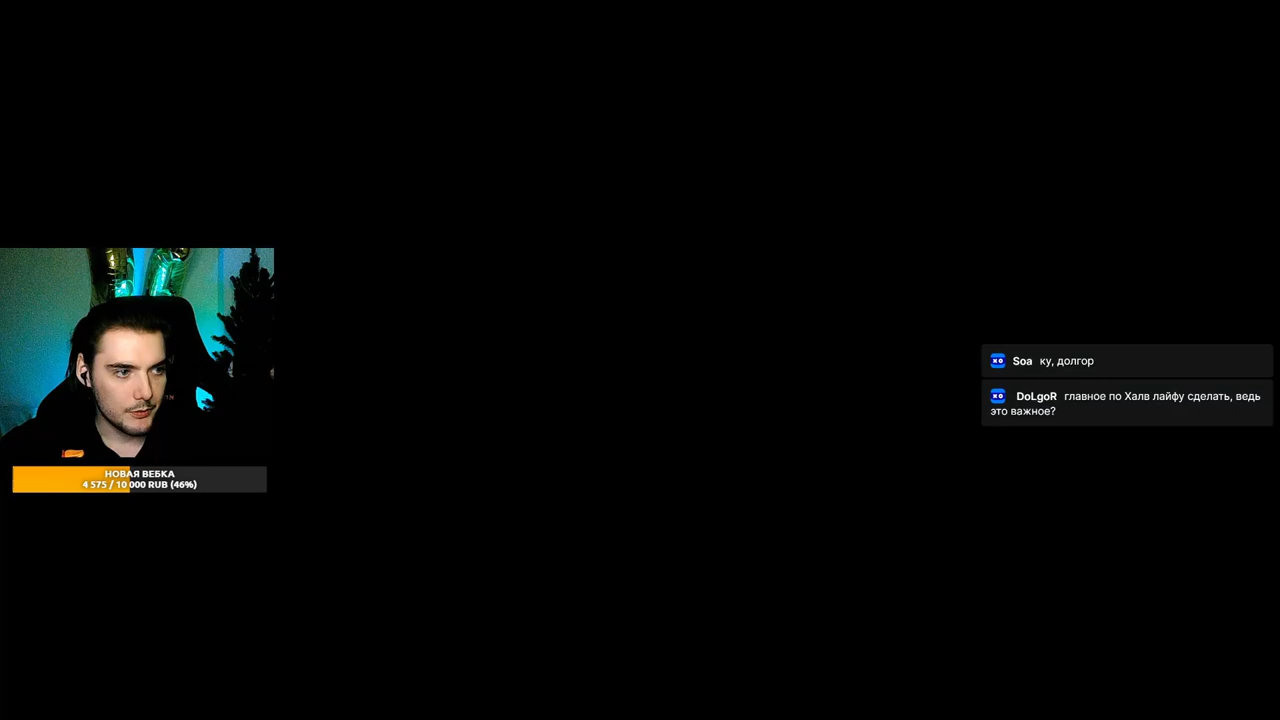 Soa ку, долгор
DoLgoR главное по Халв лайфу сделать, ведь
это важное?
НОВАЯ ВЕБКА
4 575 / 10 000 RUB (46%)